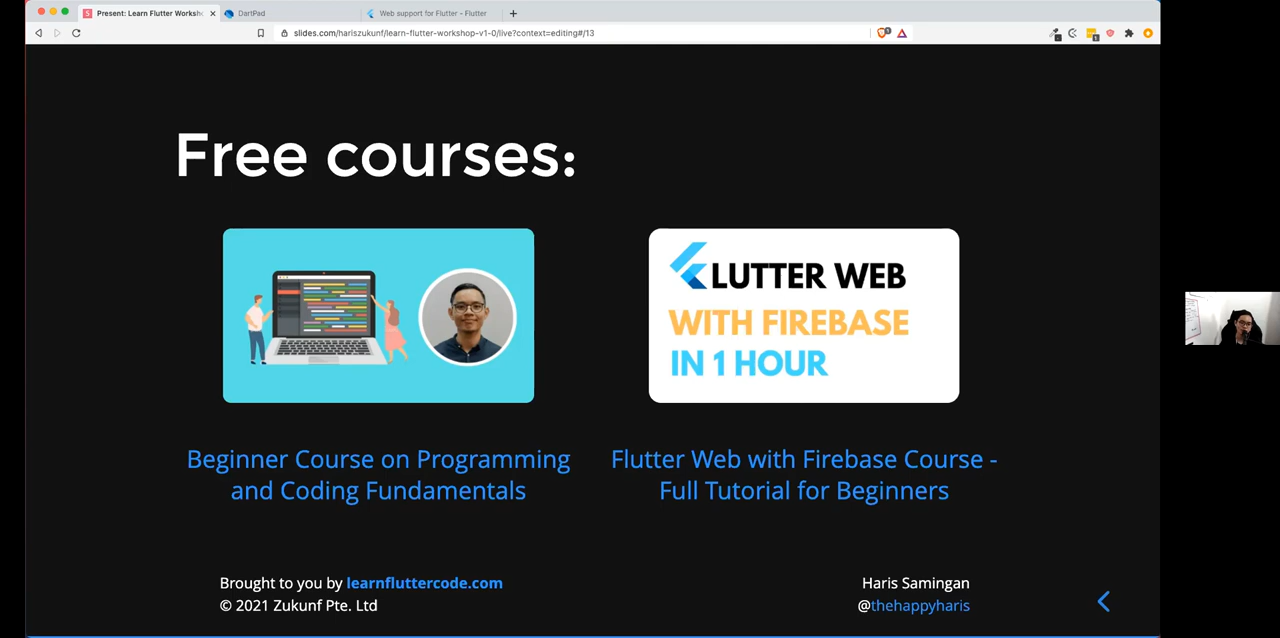 Present: Learn Flutter Worksh
DartPad
Web support for Flutter - Flutter
slides.com/hariszukunf/learn-flutter-workshop-v1-0/live?context=editing#/13
Free courses:
LUTTER WEB
WITH FIREBASE
IN 1 HOUR
Beginner Course on Programming
and Coding Fundamentals
Flutter Web with Firebase Course -
Full Tutorial for Beginners
Brought to you by learnfluttercode.com
© 2021 Zukunf Pte. Ltd
Haris Samingan
@thehappyharis